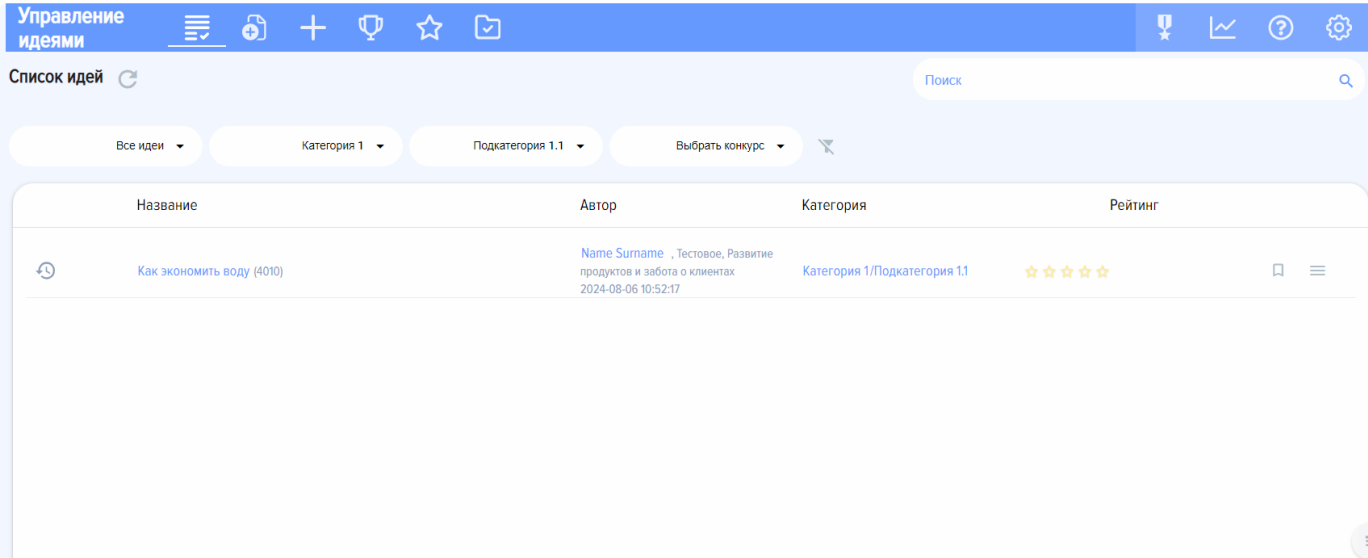 Управление
идеями
Список идей
Поиск
Все идеи
Категория 1
Подкатегория 1.1
Выбрать конкурс
Название
Автор
Категория
Рейтинг
Как экономить воду (4010)
Name Surname , Тестовое, Развитие
продуктов и забота о клиентах
2024-08-06 10:52:17
Категория 1/Подкатегория 1.1